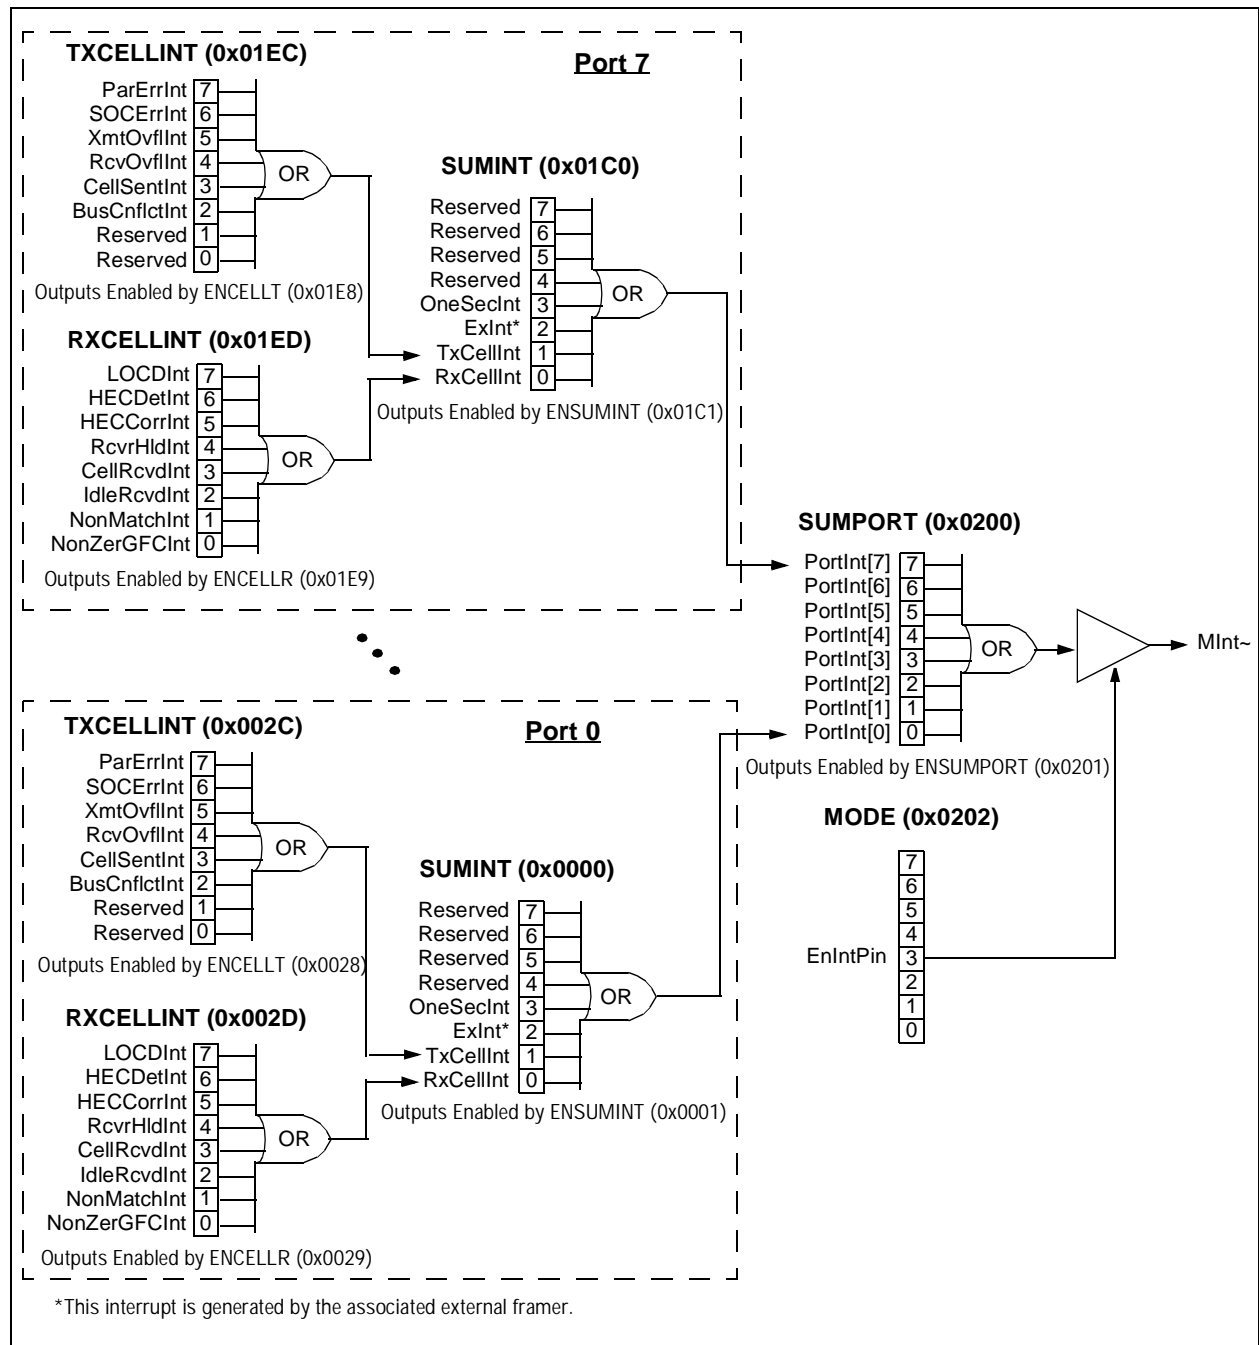 TXCELLINT (0x01EC)
Port 7
ParErrInt 7
SOCErrInt 6
XmtOvflInt 5
RcvOvflInt 4
CellSentInt 3
BusCnflctInt 2
Reserved 1
Reserved 0
OR
Outputs Enabled by ENCELLT (0x01E8)
RXCELLINT (0x01ED)
LOCDInt 7
HECDetInt 6
HECCorrInt 5
RcvrHldInt 4
CellRcvdInt 3
IdleRcvdInt 2
NonMatchInt 1
NonZerGFCInt 0
OR
Outputs Enabled by ENCELLR (0x01E9)
SUMINT (0x01C0)
Reserved 7
Reserved 6
Reserved 5
Reserved 4
OneSecInt 3
ExInt* 2
TxCellInt 1
RxCellInt 0
OR
Outputs Enabled by ENSUMINT (0x01C1)
SUMPORT (0x0200)
PortInt[7] 7
PortInt[6] 6
PortInt[5] 5
PortInt[4] 4
PortInt[3] 3
PortInt[2] 2
PortInt[1] 1
PortInt[0] 0
OR
MInt~
Outputs Enabled by ENSUMPORT (0x0201)
MODE (0x0202)
7
6
5
4
EnIntPin 3
2
1
0
TXCELLINT (0x002C)
Port 0
ParErrInt 7
SOCErrInt 6
XmtOvflInt 5
RcvOvflInt 4
CellSentInt 3
BusCnflctInt 2
Reserved 1
Reserved 0
OR
Outputs Enabled by ENCELLT (0x0028)
RXCELLINT (0x002D)
LOCDInt 7
HECDetInt 6
HECCorrInt 5
RcvrHldInt 4
CellRcvdInt 3
IdleRcvdInt 2
NonMatchInt 1
NonZerGFCInt 0
OR
Outputs Enabled by ENCELLR (0x0029)
SUMINT (0x0000)
Reserved 7
Reserved 6
Reserved 5
Reserved 4
OneSecInt 3
ExInt* 2
TxCellInt 1
RxCellInt 0
OR
Outputs Enabled by ENSUMINT (0x0001)
*This interrupt is generated by the associated external framer.